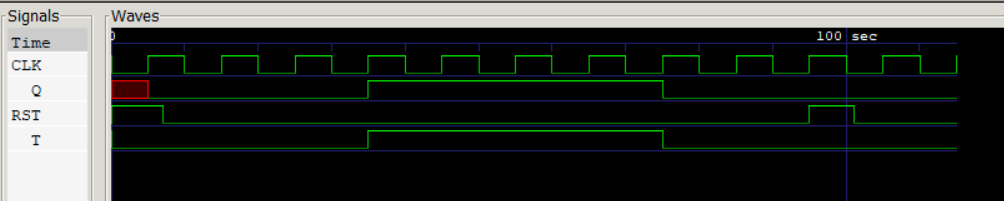 Signals
Waves
Time
0
100 sec
CLK
Q
RST
T